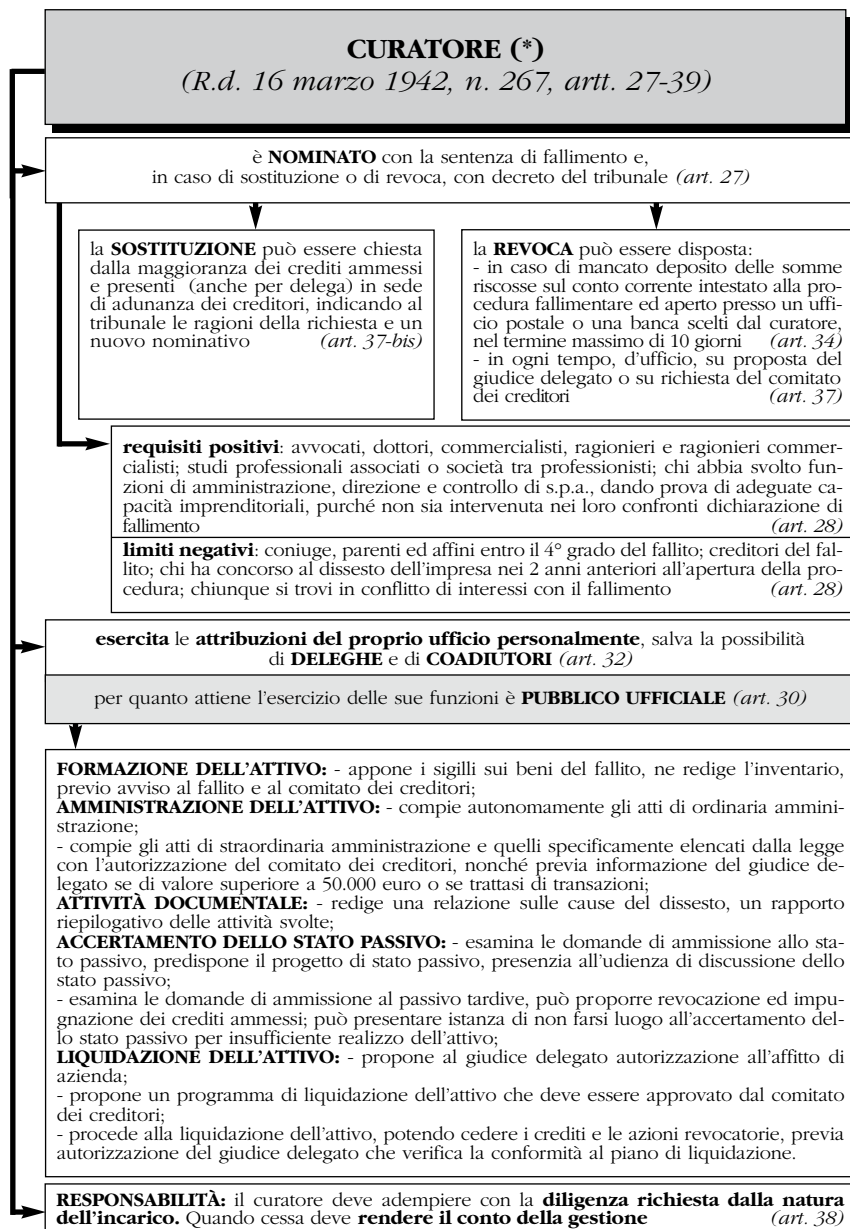 CURATORE (*)
(R.d. 16 marzo 1942, n. 267, artt. 27-39)
è NOMINATO con la sentenza di fallimento e,
in caso di sostituzione o di revoca, con decreto del tribunale (art. 27)
la SOSTITUZIONE può essere chiesta
dalla maggioranza dei crediti ammessi
e presenti (anche per delega) in sede
di adunanza dei creditori, indicando al
tribunale le ragioni della richiesta e un
nuovo nominativo (art. 37-bis)
la REVOCA può essere disposta:
- in caso di mancato deposito delle somme
riscosse sul conto corrente intestato alla pro-
cedura fallimentare ed aperto presso un uffi-
cio postale o una banca scelti dal curatore,
nel termine massimo di 10 giorni (art. 34)
- in ogni tempo, d'ufficio, su proposta del
giudice delegato o su richiesta del comitato
dei creditori (art. 37)
requisiti positivi: avvocati, dottori, commercialisti, ragionieri e ragionieri commer-
cialisti; studi professionali associati o società tra professionisti; chi abbia svolto fun-
zioni di amministrazione, direzione e controllo di s.p.a., dando prova di adeguate ca-
pacità imprenditoriali, purché non sia intervenuta nei loro confronti dichiarazione di
fallimento (art. 28)
limiti negativi: coniuge, parenti ed affini entro il 4° grado del fallito; creditori del fal-
lito; chi ha concorso al dissesto dell'impresa nei 2 anni anteriori all'apertura della pro-
cedura; chiunque si trovi in conflitto di interessi con il fallimento (art. 28)
esercita le attribuzioni del proprio ufficio personalmente, salva la possibilità
di DELEGHE e di COADIUTORI (art. 32)
per quanto attiene l'esercizio delle sue funzioni è PUBBLICO UFFICIALE (art. 30)
FORMAZIONE DELL'ATTIVO: - appone i sigilli sui beni del fallito, ne redige l'inventario,
previo avviso al fallito e al comitato dei creditori;
AMMINISTRAZIONE DELL'ATTIVO: - compie autonomamente gli atti di ordinaria ammini-
strazione;
- compie gli atti di straordinaria amministrazione e quelli specificamente elencati dalla legge
con l'autorizzazione del comitato dei creditori, nonché previa informazione del giudice de-
legato se di valore superiore a 50.000 euro o se trattasi di transazioni;
ATTIVITÀ DOCUMENTALE: - redige una relazione sulle cause del dissesto, un rapporto
riepilogativo delle attività svolte;
ACCERTAMENTO DELLO STATO PASSIVO: - esamina le domande di ammissione allo sta-
to passivo, predispone il progetto di stato passivo, presenzia all'udienza di discussione dello
stato passivo;
- esamina le domande di ammissione al passivo tardive, può proporre revocazione ed impu-
gnazione dei crediti ammessi; può presentare istanza di non farsi luogo all'accertamento del-
lo stato passivo per insufficiente realizzo dell'attivo;
LIQUIDAZIONE DELL'ATTIVO: - propone al giudice delegato autorizzazione all'affitto di
azienda;
- propone un programma di liquidazione dell'attivo che deve essere approvato dal comitato
dei creditori;
- procede alla liquidazione dell'attivo, potendo cedere i crediti e le azioni revocatorie, previa
autorizzazione del giudice delegato che verifica la conformità al piano di liquidazione.
RESPONSABILITÀ: il curatore deve adempiere con la diligenza richiesta dalla natura
dell'incarico. Quando cessa deve rendere il conto della gestione (art. 38)